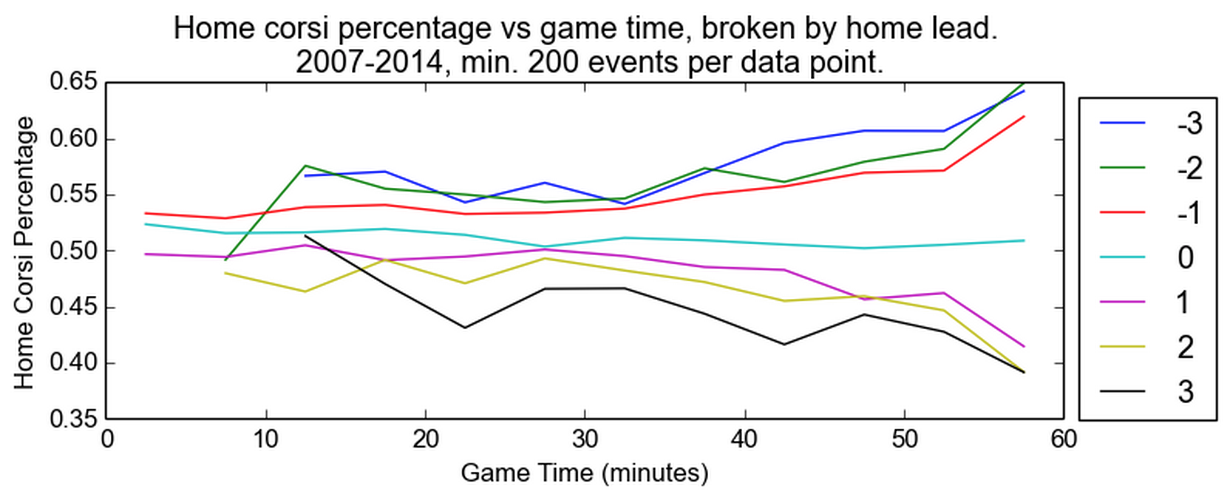 Home corsi percentage vs game time, broken by home lead.
2007-2014, min. 200 events per data point.
Home Corsi Percentage
0.65
0.60
0.55
0.50
0.45
0.40
0.35
0 10 20 30 40 50 60
Game Time (minutes)
-3
-2
-1
0
1
2
3